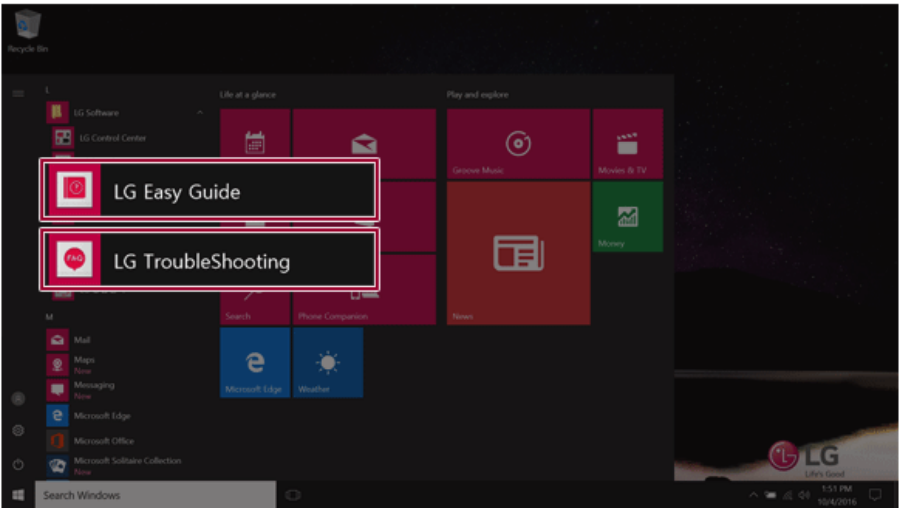 Recycle Bin
L
LG Software
LG Control Center
LG Easy Guide
FAQ
LG TroubleShooting
M
Mail
Maps
New
Messaging
New
Microsoft Edge
Microsoft Office
Microsoft Solitaire Collection
New
Life at a glance
Search
Phone Companion
Microsoft Edge
Weather
Play and explore
Groove Music
Movies & TV
Money
News
LG
Life's Good
Search Windows
1:51 PM
10/4/2016